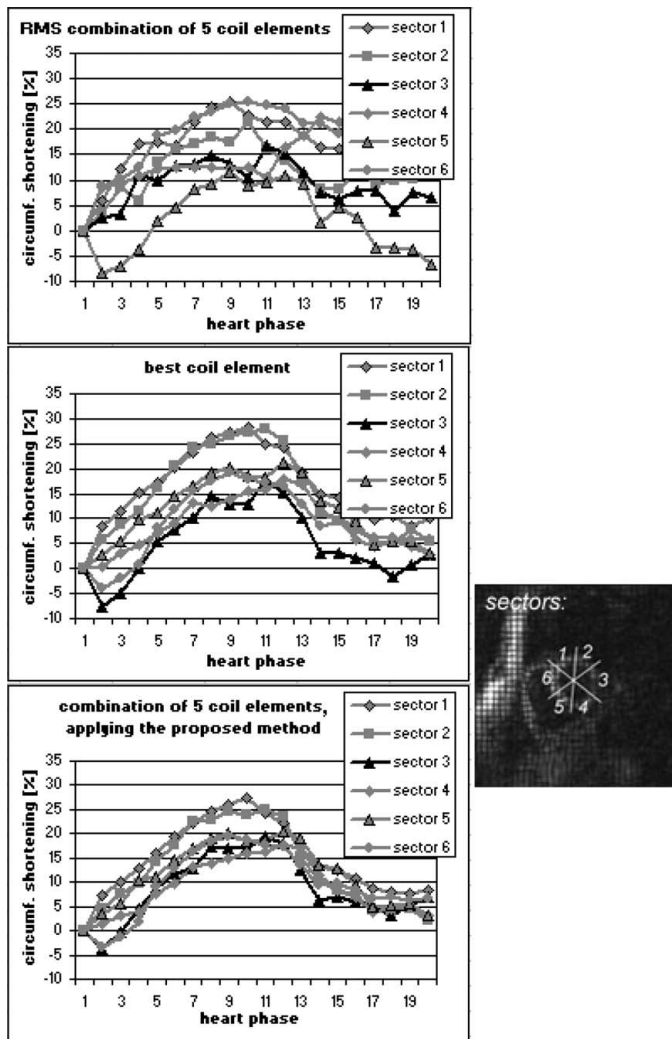 RMS combination of 5 coil elements
circumf. shortening [%]
35
30
25
20
15
10
5
0
-5
-10
1 3 5 7 9 11 13 15 17 19
heart phase
sector 1
sector 2
sector 3
sector 4
sector 5
sector 6
best coil element
circumf. shortening [%]
35
30
25
20
15
10
5
0
-5
-10
1 3 5 7 9 11 13 15 17 19
heart phase
sector 1
sector 2
sector 3
sector 4
sector 5
sector 6
combination of 5 coil elements,
applying the proposed method
circumf. shortening [%]
35
30
25
20
15
10
5
0
-5
-10
1 3 5 7 9 11 13 15 17 19
heart phase
sector 1
sector 2
sector 3
sector 4
sector 5
sector 6
sectors:
1 2
6 3
5 4